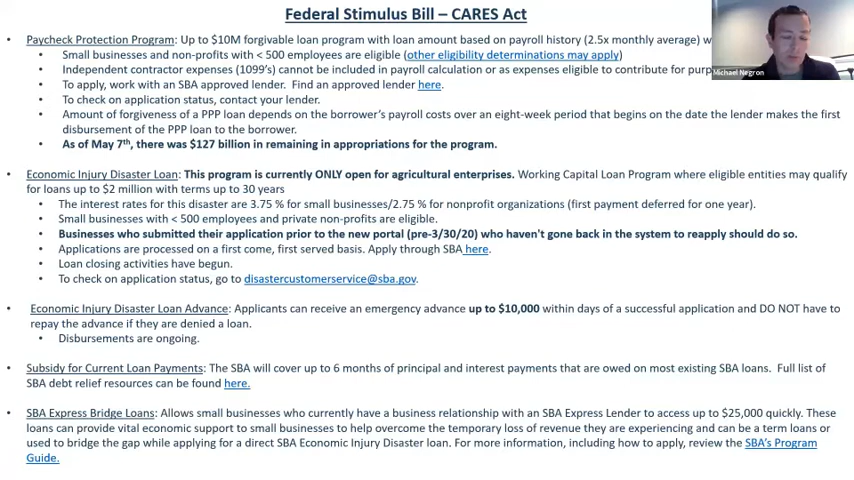 Federal Stimulus Bill – CARES Act
• Paycheck Protection Program: Up to $10M forgivable loan program with loan amount based on payroll history (2.5x monthly average) w
• Small businesses and non-profits with < 500 employees are eligible (other eligibility determinations may apply)
• Independent contractor expenses (1099's) cannot be included in payroll calculation or as expenses eligible to contribute for purp
• To apply, work with an SBA approved lender. Find an approved lender here.
• To check on application status, contact your lender.
• Amount of forgiveness of a PPP loan depends on the borrower's payroll costs over an eight-week period that begins on the date the lender makes the first
disbursement of the PPP loan to the borrower.
• As of May 7th, there was $127 billion in remaining in appropriations for the program.
• Economic Injury Disaster Loan: This program is currently ONLY open for agricultural enterprises. Working Capital Loan Program where eligible entities may qualify
for loans up to $2 million with terms up to 30 years
• The interest rates for this disaster are 3.75 % for small businesses/2.75 % for nonprofit organizations (first payment deferred for one year).
• Small businesses with < 500 employees and private non-profits are eligible.
• Businesses who submitted their application prior to the new portal (pre-3/30/20) who haven't gone back in the system to reapply should do so.
• Applications are processed on a first come, first served basis. Apply through SBA here.
• Loan closing activities have begun.
• To check on application status, go to disastercustomerservice@sba.gov.
• Economic Injury Disaster Loan Advance: Applicants can receive an emergency advance up to $10,000 within days of a successful application and DO NOT have to
repay the advance if they are denied a loan.
• Disbursements are ongoing.
• Subsidy for Current Loan Payments: The SBA will cover up to 6 months of principal and interest payments that are owed on most existing SBA loans. Full list of
SBA debt relief resources can be found here.
• SBA Express Bridge Loans: Allows small businesses who currently have a business relationship with an SBA Express Lender to access up to $25,000 quickly. These
loans can provide vital economic support to small businesses to help overcome the temporary loss of revenue they are experiencing and can be a term loans or
used to bridge the gap while applying for a direct SBA Economic Injury Disaster loan. For more information, including how to apply, review the SBA's Program
Guide.
Michael Negron